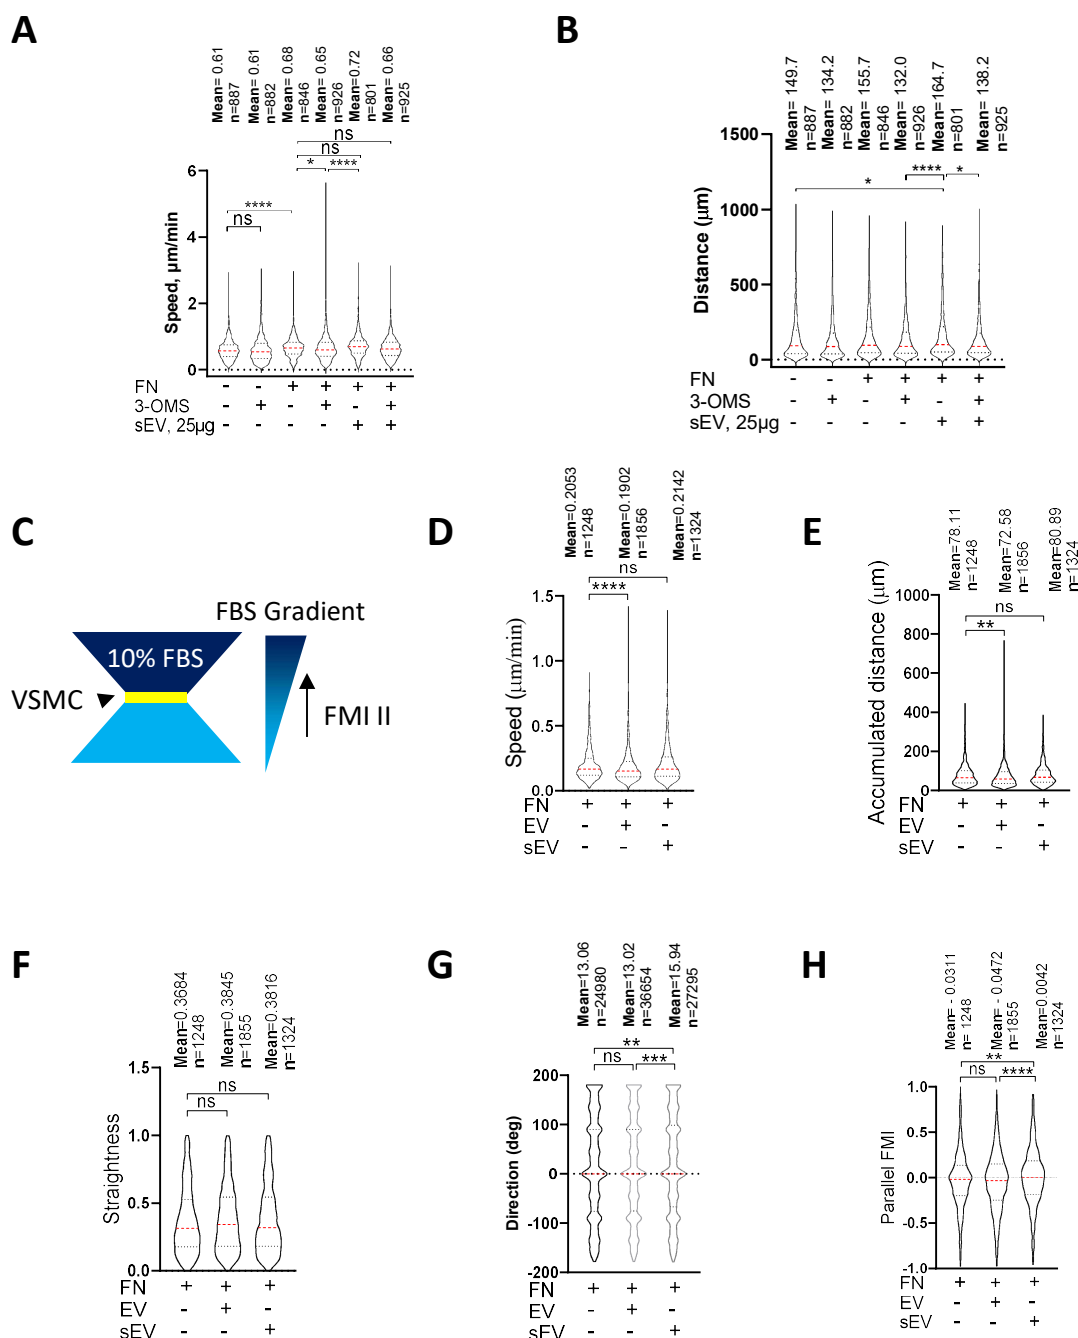 A
Mean= 0.61
n=887
Mean= 0.61
n=882
Mean= 0.68
n=846
Mean= 0.65
n=926
Mean=0.72
n=801
Mean= 0.66
n=925
ns
ns
* ****
****
ns
Speed, µm/min
6
4
2
0
FN - - + + + +
3-OMS - + - + - +
sEV, 25µg - - - - + +
B
Mean= 149.7
n=887
Mean= 134.2
n=882
Mean= 155.7
n=846
Mean= 132.0
n=926
Mean= 164.7
n=801
Mean= 138.2
n=925
**** *
*
Distance (µm)
1500
1000
500
0
FN - - + + + +
3-OMS - + - + - +
sEV, 25µg - - - - + +
C
FBS Gradient
10% FBS
VSMC
FMI II
D
Mean=0.2053
n=1248
Mean=0.1902
n=1856
Mean=0.2142
n=1324
ns
****
Speed (µm/min)
1.5
1.0
0.5
0.0
FN + + +
EV - + -
sEV - - +
E
Mean=78.11
n=1248
Mean=72.58
n=1856
Mean=80.89
n=1324
ns
**
Accumulated distance (µm)
1000
800
600
400
200
0
FN + + +
EV - + -
sEV - - +
F
Mean=0.3684
n=1248
Mean=0.3845
n=1855
Mean=0.3816
n=1324
ns
ns
Straightness
1.5
1.0
0.5
0.0
FN + + +
EV - + -
sEV - - +
G
Mean=13.06
n=24980
Mean=13.02
n=36654
Mean=15.94
n=27295
**
ns ***
Direction (deg)
200
100
0
-100
-200
FN + + +
EV - + -
sEV - - +
H
Mean= - 0.0311
n= 1248
Mean= - 0.0472
n=1855
Mean=0.0042
n=1324
**
ns ****
Parallel FMI
1.0
0.5
0.0
-0.5
-1.0
FN + + +
EV - + -
sEV - - +